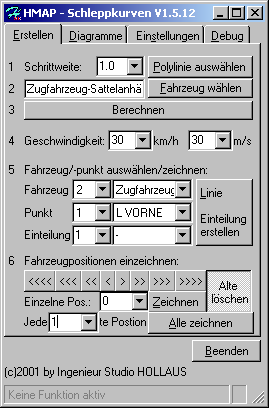 HMAP - Schleppkurven V1.5.12
Erstellen Diagramme Einstellungen Debug
1 Schrittweite: 1.0 Polylinie auswählen
2 Zugfahrzeug-Sattelanhä Fahrzeug wählen
3 Berechnen
4 Geschwindigkeit: 30 km/h 30 m/s
5 Fahrzeug/-punkt auswählen/zeichnen:
Fahrzeug 2 Zugfahrzeug Linie
Punkt 1 L VORNE Einteilung
Einteilung 1 - erstellen
6 Fahrzeugpositionen einzeichnen:
<<<< <<< << < > >> >>> >>>> Alte
löschen
Einzelne Pos.: 0 Zeichnen
Jede 1 te Postion Alle zeichnen
Beenden
(c)2001 by Ingenieur Studio HOLLAUS
Keine Funktion aktiv